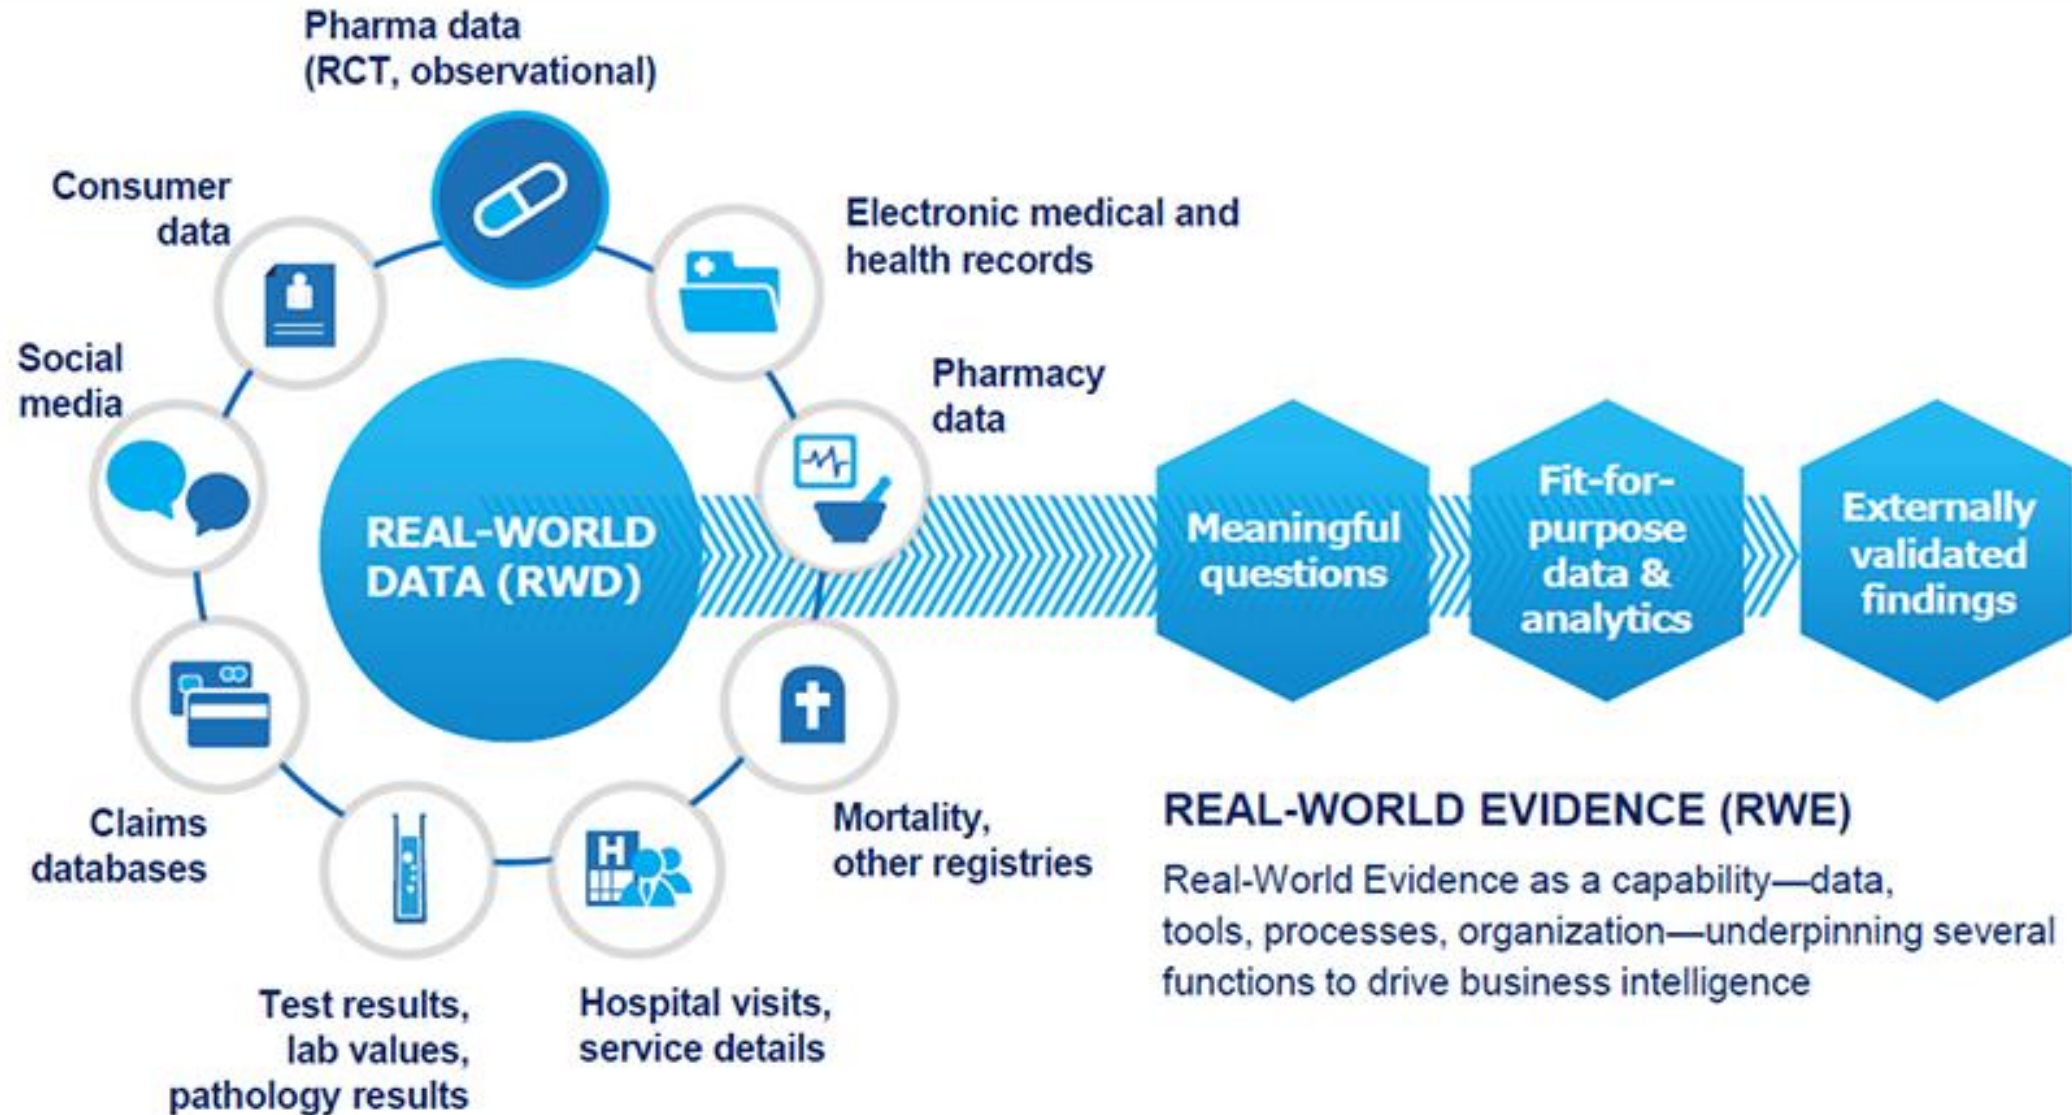 Pharma data
(RCT, observational)
Consumer
data
Electronic medical and
health records
Social
media
Pharmacy
data
REAL-WORLD
DATA (RWD)
Meaningful
questions
Fit-for-
purpose
data &
analytics
Externally
validated
findings
Claims
databases
Mortality,
other registries
H
Test results,
lab values,
pathology results
Hospital visits,
service details
REAL-WORLD EVIDENCE (RWE)
Real-World Evidence as a capability—data,
tools, processes, organization—underpinning several
functions to drive business intelligence